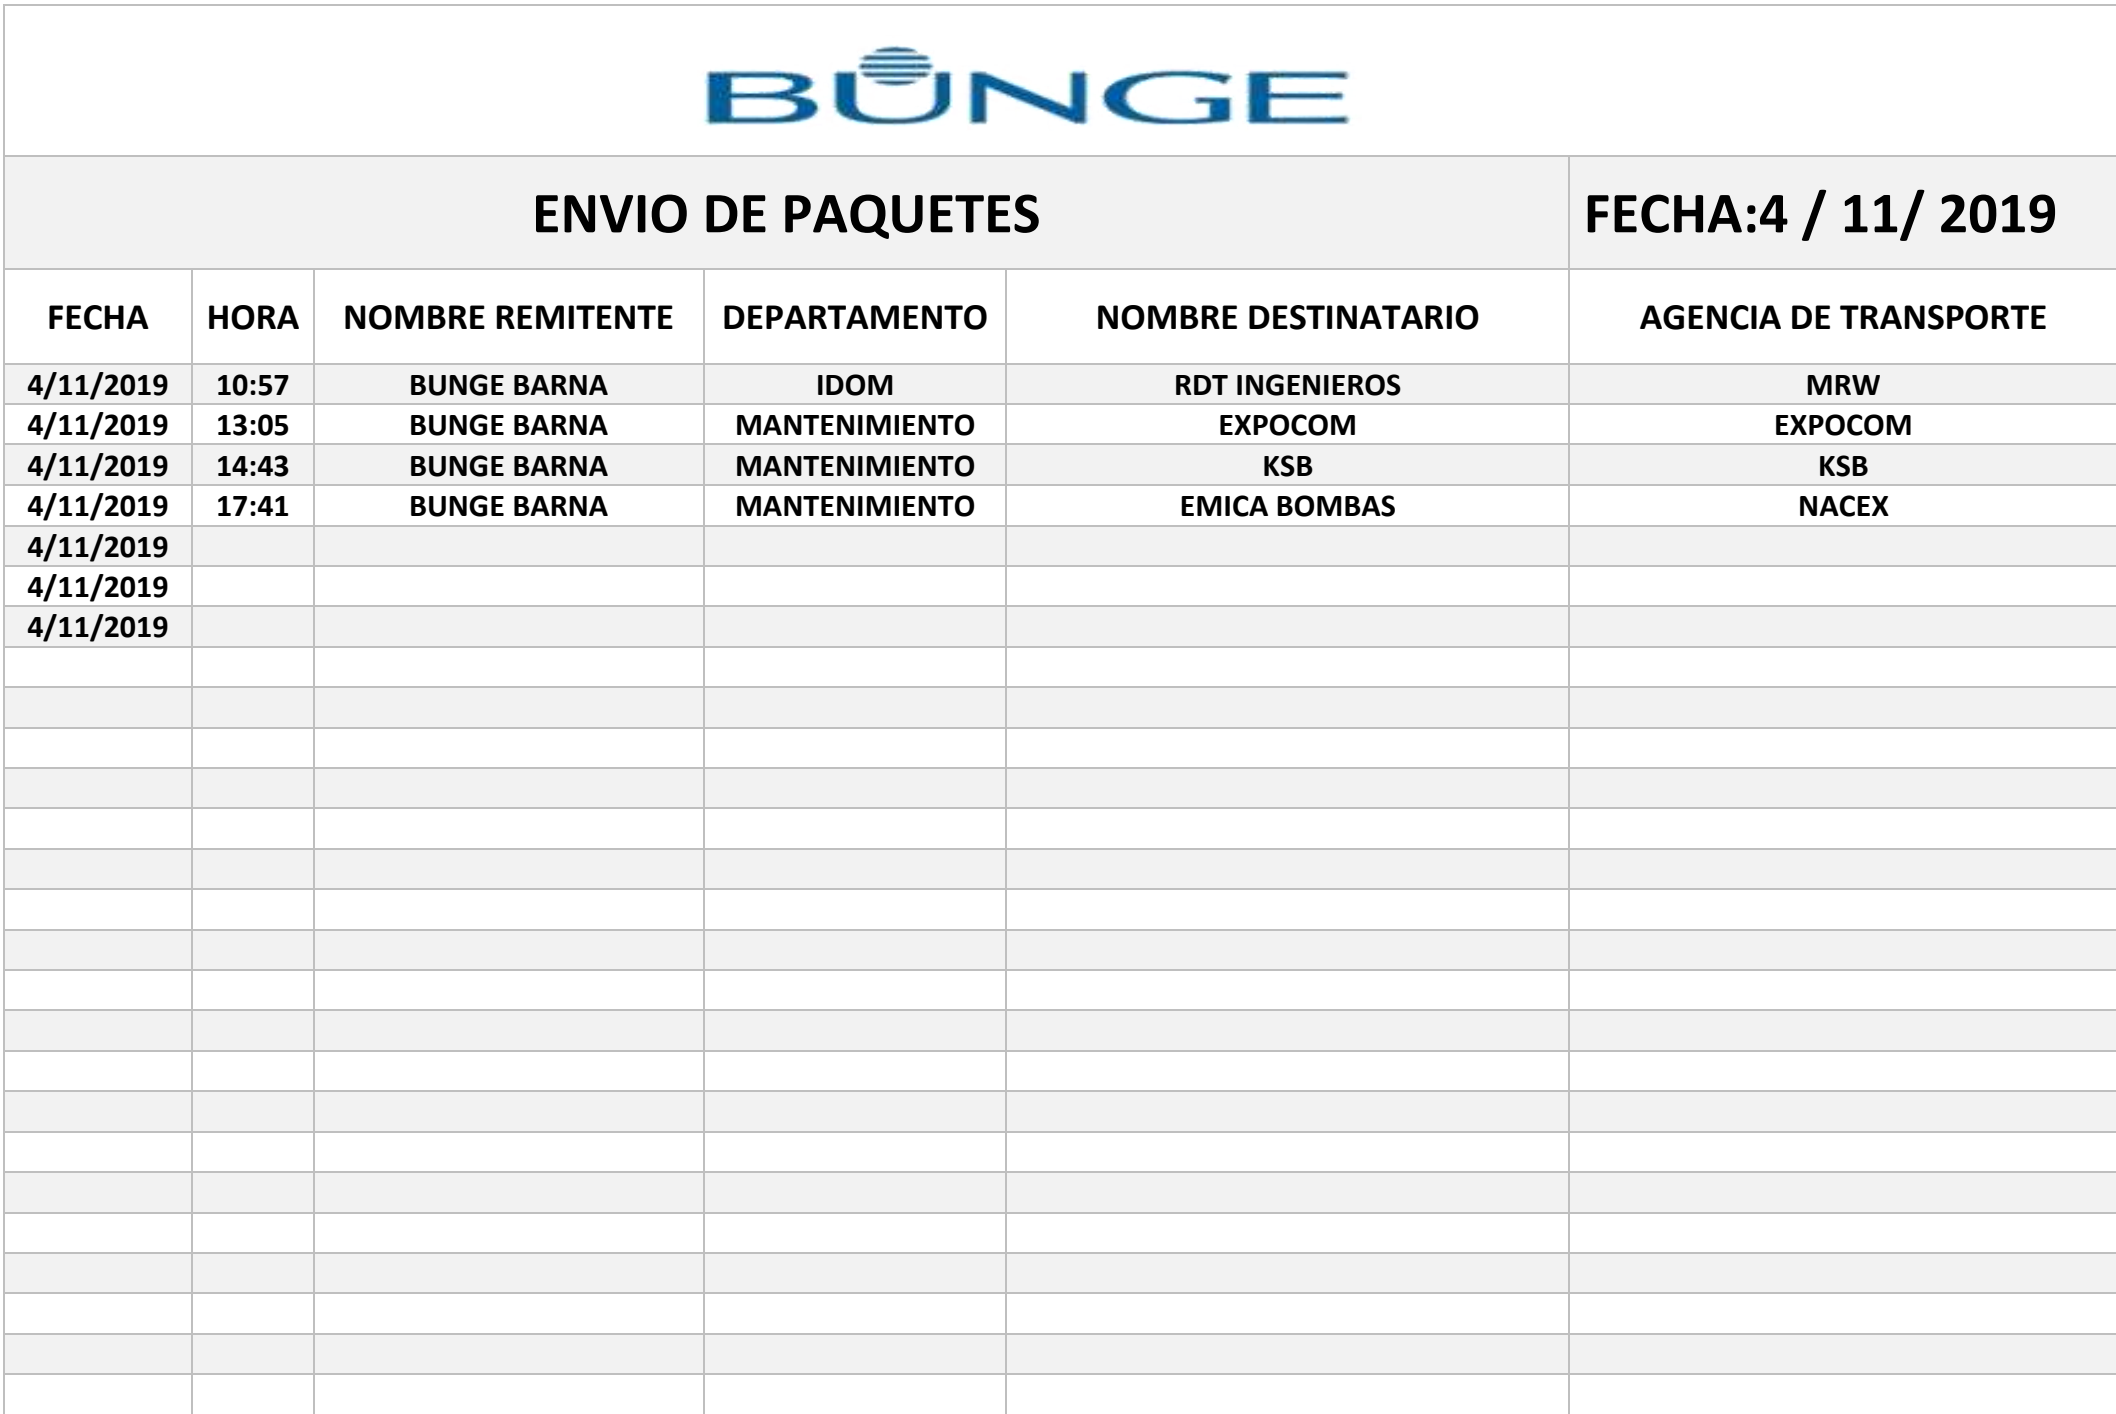 BUNGE
ENVIO DE PAQUETES FECHA:4 / 11/ 2019
FECHA HORA NOMBRE REMITENTE DEPARTAMENTO NOMBRE DESTINATARIO AGENCIA DE TRANSPORTE
4/11/2019 10:57 BUNGE BARNA IDOM RDT INGENIEROS MRW
4/11/2019 13:05 BUNGE BARNA MANTENIMIENTO EXPOCOM EXPOCOM
4/11/2019 14:43 BUNGE BARNA MANTENIMIENTO KSB KSB
4/11/2019 17:41 BUNGE BARNA MANTENIMIENTO EMICA BOMBAS NACEX
4/11/2019
4/11/2019
4/11/2019